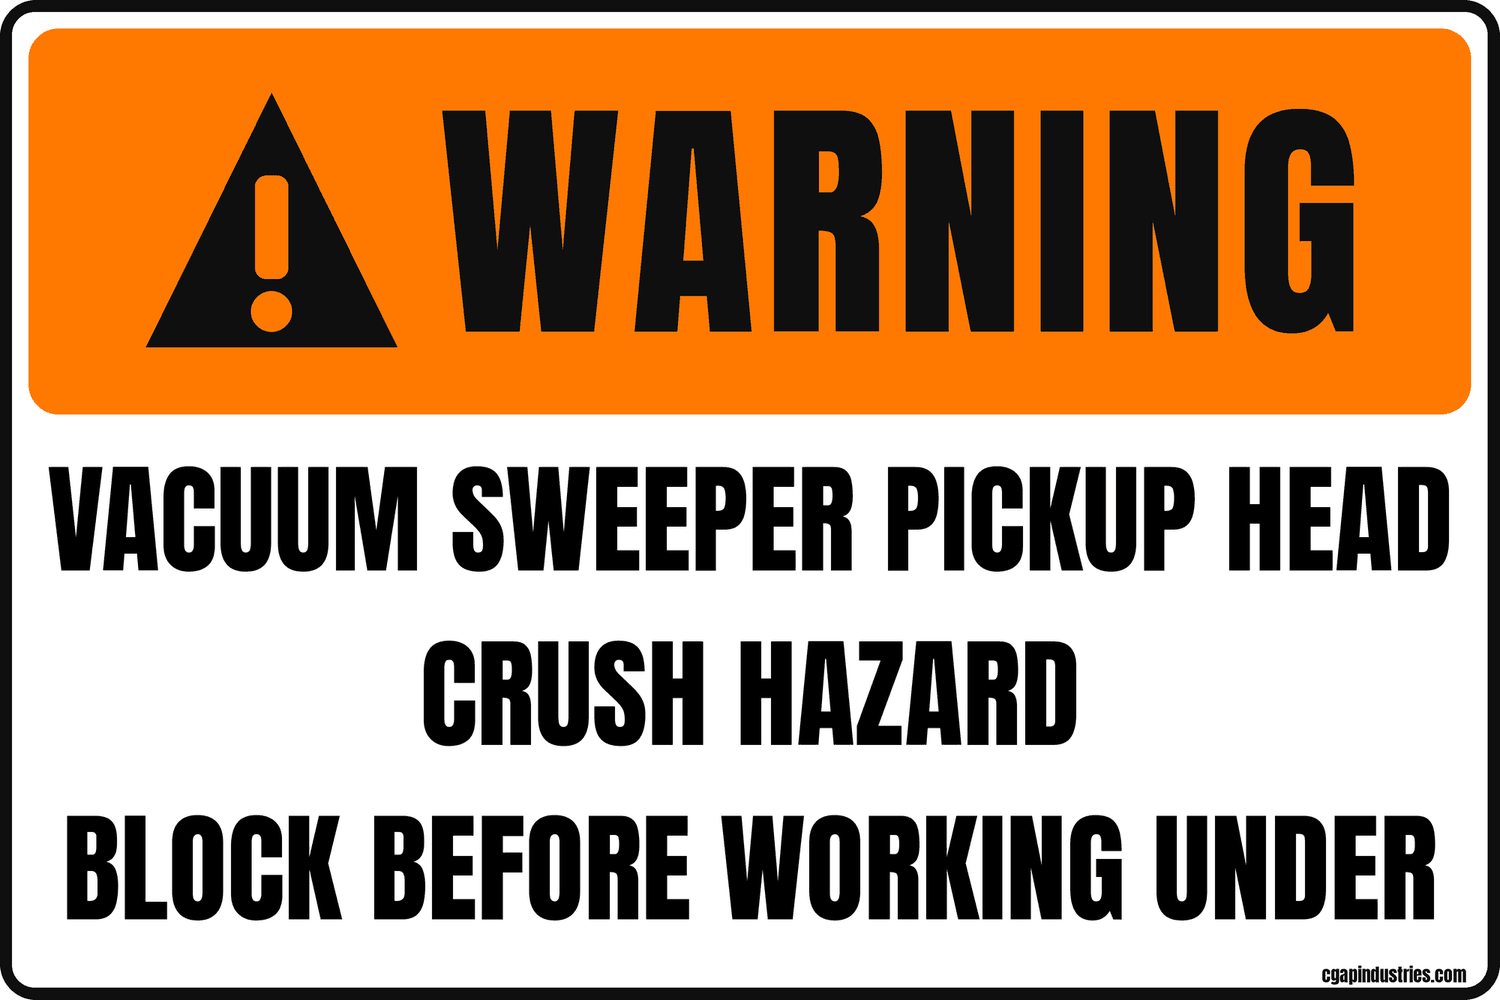 WARNING
VACUUM SWEEPER PICKUP HEAD
CRUSH HAZARD
BLOCK BEFORE WORKING UNDER
cgapindustries.com